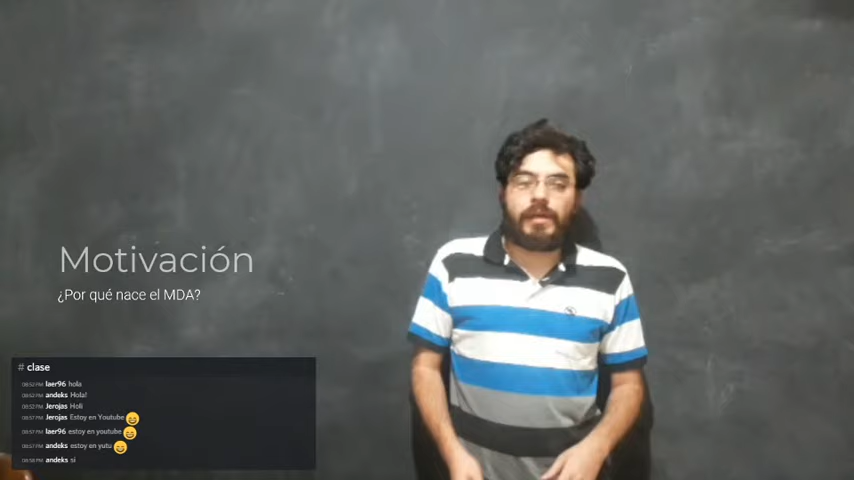 Motivación
¿Por qué nace el MDA?
# clase
laer96 hola
andeks Hola!
Jerojas Holi
Jerojas Estoy en Youtube 😄
laer96 estoy en youtube 😄
andeks estoy en yutu 😄
andeks si